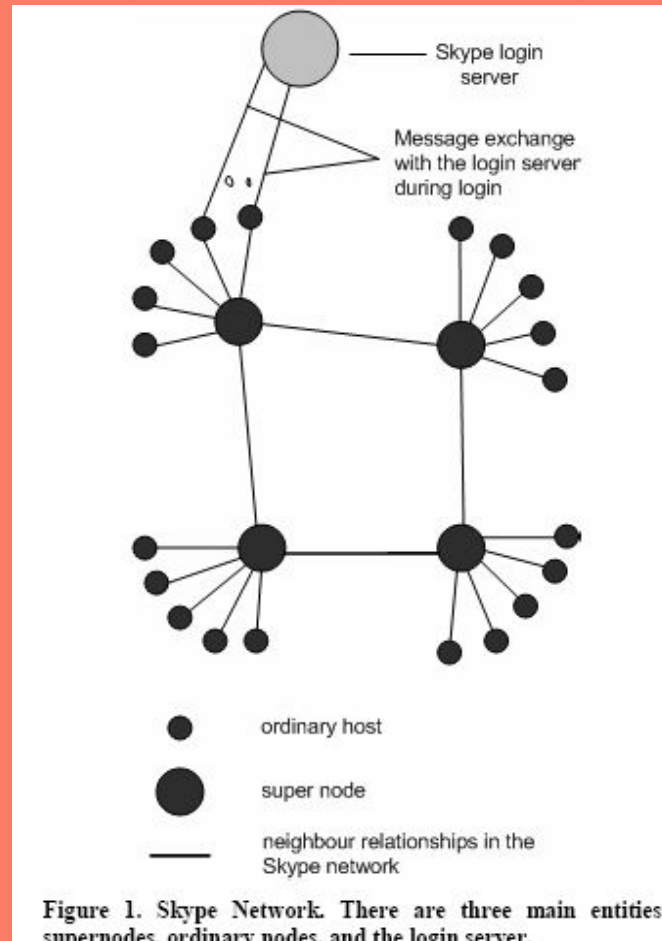 Skype login
server
Message exchange
with the login server
during login
ordinary host
super node
neighbour relationships in the
Skype network
Figure 1. Skype Network. There are three main entities
supernodes, ordinary nodes, and the login server